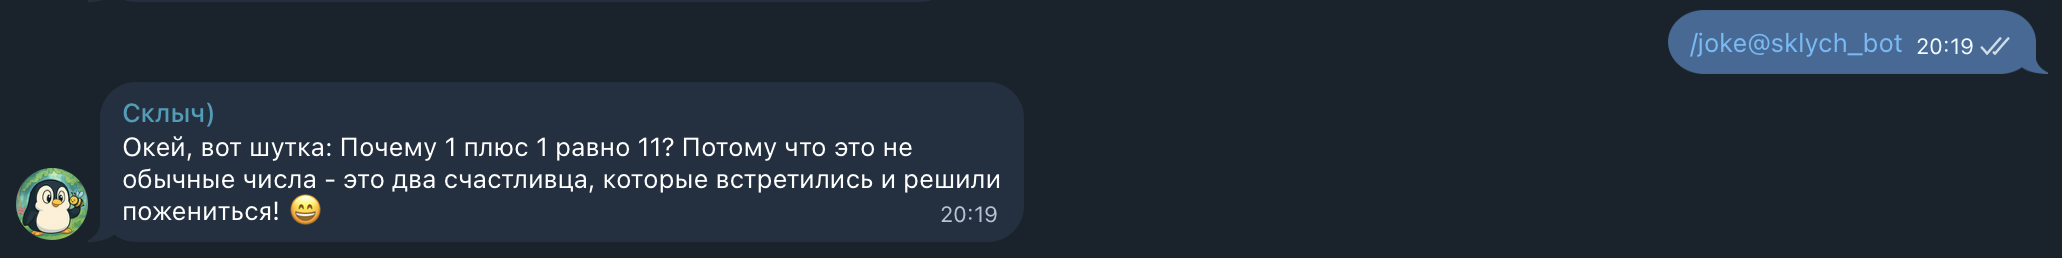 /joke@sklych_bot 20:19
Склыч)
Окей, вот шутка: Почему 1 плюс 1 равно 11? Потому что это не
обычные числа - это два счастливца, которые встретились и решили
пожениться! 😄 20:19